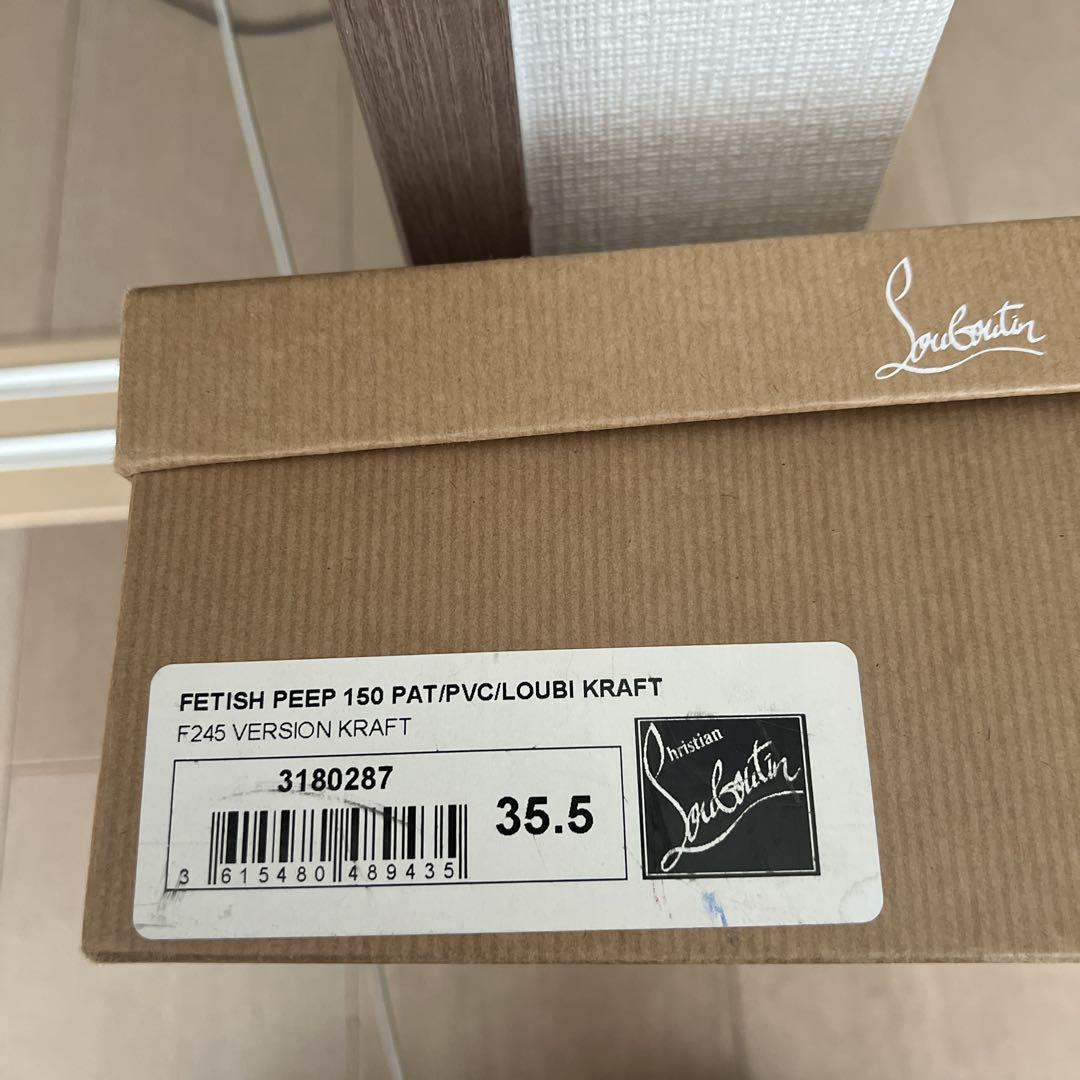 Louboutin
FETISH PEEP 150 PAT/PVC/LOUBI KRAFT
F245 VERSION KRAFT
3180287
35.5
3 615480 489435
Christian
Louboutin